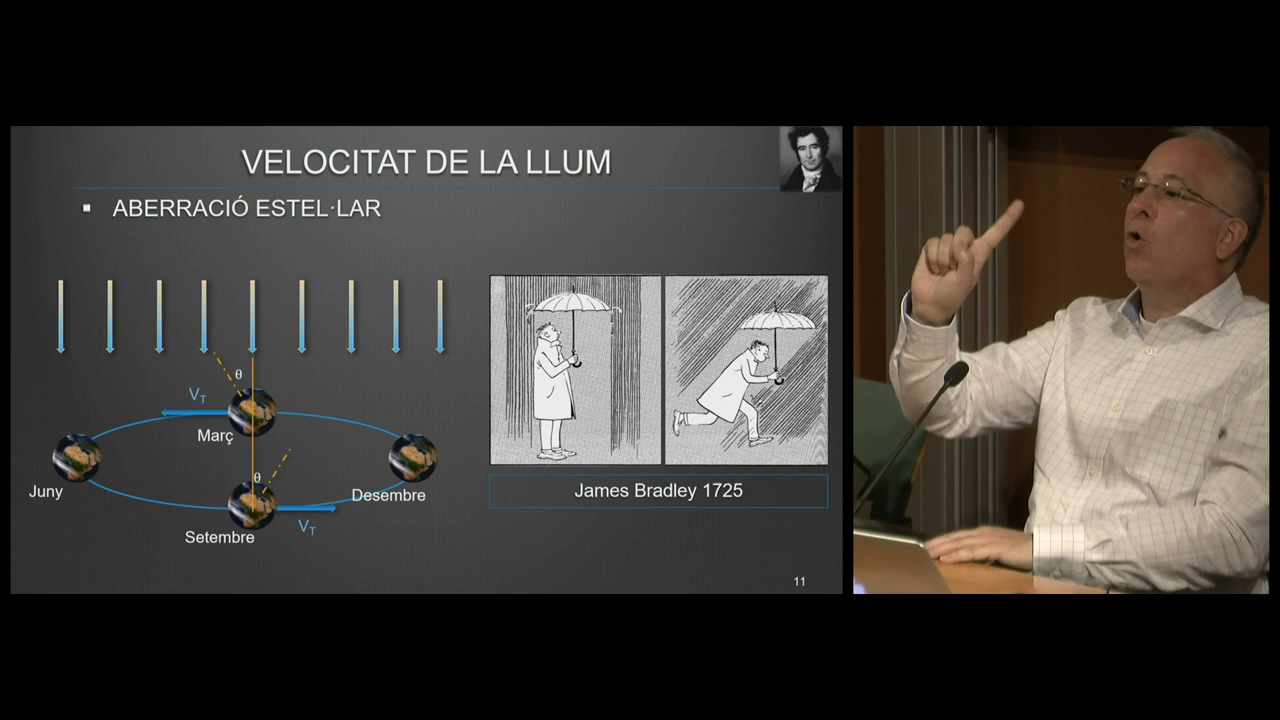 VELOCITAT DE LA LLUM
▪ ABERRACIÓ ESTEL·LAR
θ
VT
Març
Juny
θ
Desembre
Setembre
VT
James Bradley 1725
11